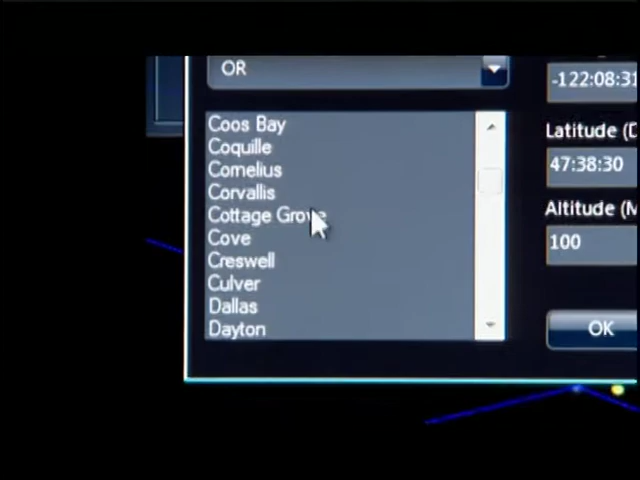 OR
-122:08:31
Coos Bay
Latitude (D
Coquille
47:38:30
Cornelius
Corvallis
Cottage Grove
Altitude (M
Cove
100
Creswell
Culver
Dallas
Dayton
OK